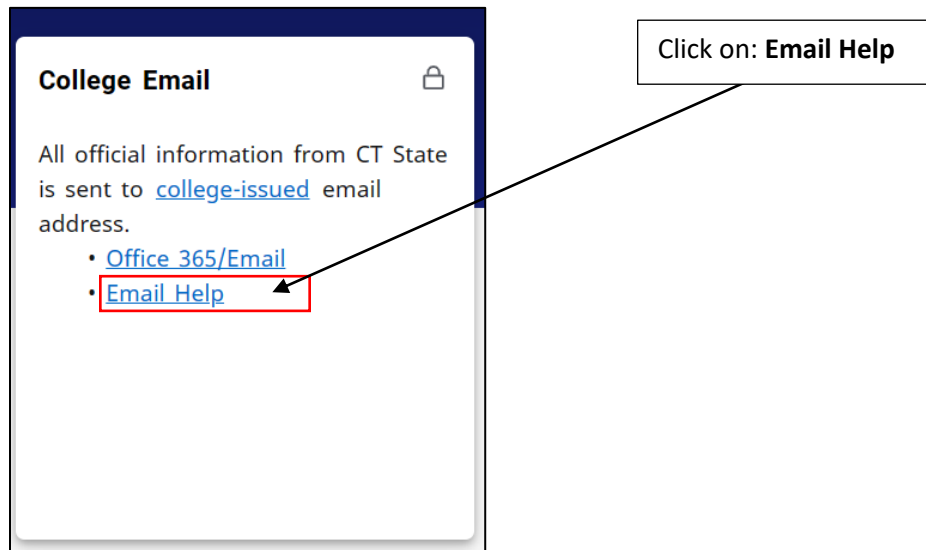 College Email
Click on: Email Help
All official information from CT State
is sent to college-issued email
address.
• Office 365/Email
• Email Help